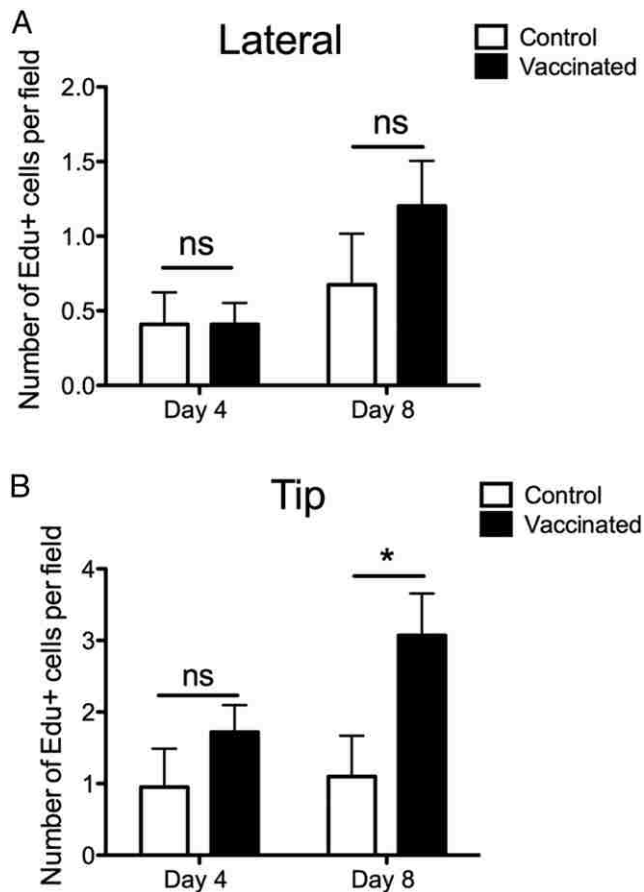 A
Lateral
Control
Vaccinated
Number of Edu+ cells per field
2.0
1.5
1.0
0.5
0.0
ns
ns
Day 4
Day 8
B
Tip
Control
Vaccinated
Number of Edu+ cells per field
4
3
2
1
0
ns
*
Day 4
Day 8